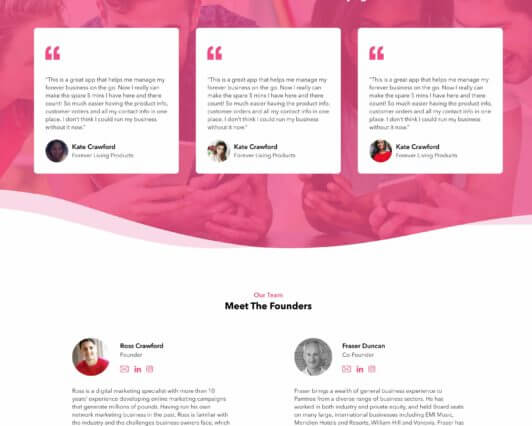 "This is a great app that helps me manage my
forever business on the go. Now I really can
make the spare 5 mins I have here and there
count! So much easier having the product info,
customer orders and all my contact info in one
place. I don't think I could run my business
without it now."
Kate Crawford
Forever Living Products
"This is a great app that helps me manage my
forever business on the go. Now I really can
make the spare 5 mins I have here and there
count! So much easier having the product info,
customer orders and all my contact info in one
place. I don't think I could run my business
without it now."
Kate Crawford
Forever Living Products
"This is a great app that helps me manage my
forever business on the go. Now I really can
make the spare 5 mins I have here and there
count! So much easier having the product info,
customer orders and all my contact info in one
place. I don't think I could run my business
without it now."
Kate Crawford
Forever Living Products
Our Team
Meet The Founders
Ross Crawford
Founder
Ross is a digital marketing specialist with more than 10
years' experience developing online marketing campaigns
that generate millions of pounds. Having run his own
network marketing business in the past, Ross is familiar with
the industry and the challenges business owners face, which
Fraser Duncan
Co Founder
Fraser brings a wealth of general business experience to
from a diverse range of business sectors. He has
worked in both industry and private equity, and held Board seats
on many large, international businesses including EMI Music,
Meridien Hotels and Resorts, William Hill and Vanovis. Fraser has